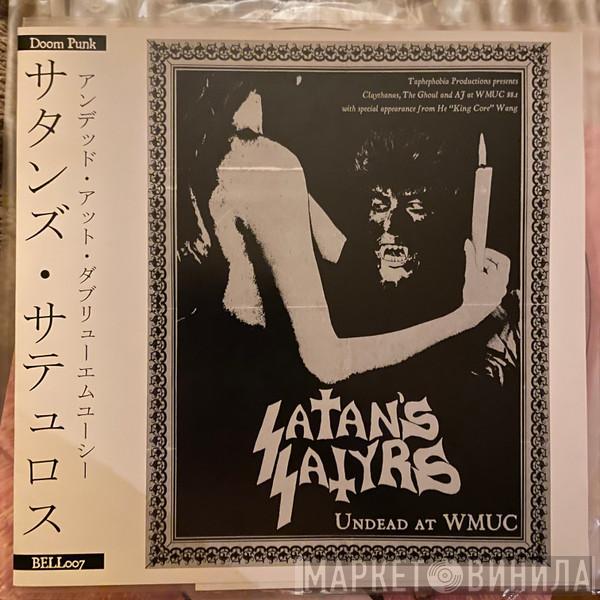 Doom Punk
サタンズ・サテュロス
アンデッド・アット・ダブリューエムユーシー
BELL007
Taphephobia Productions presents
Claythanas, The Ghoul and AJ at WMUC 88.1
with special appearance from He "King Core" Wang
SATAN'S
SATYRS
UNDEAD AT WMUC
МАРКЕТ ВИНИЛА